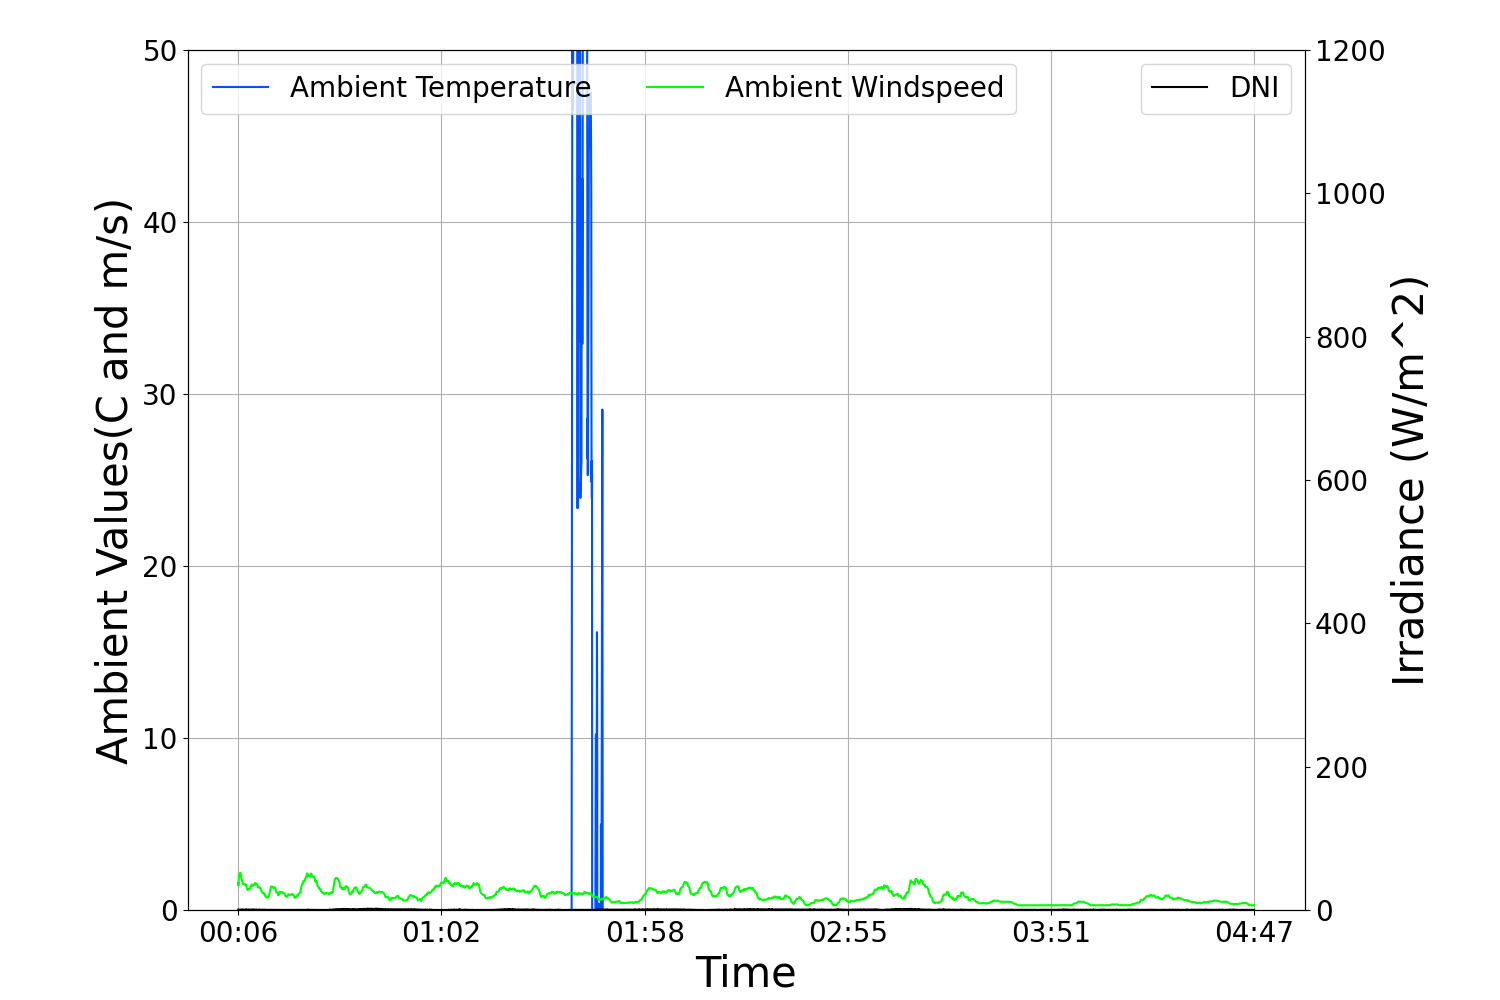 Ambient Temperature Ambient Windspeed DNI
Ambient Values(C and m/s)
50
40
30
20
10
0
1200
1000
800
600
400
200
0
Irradiance (W/m^2)
00:06 01:02 01:58 02:55 03:51 04:47
Time